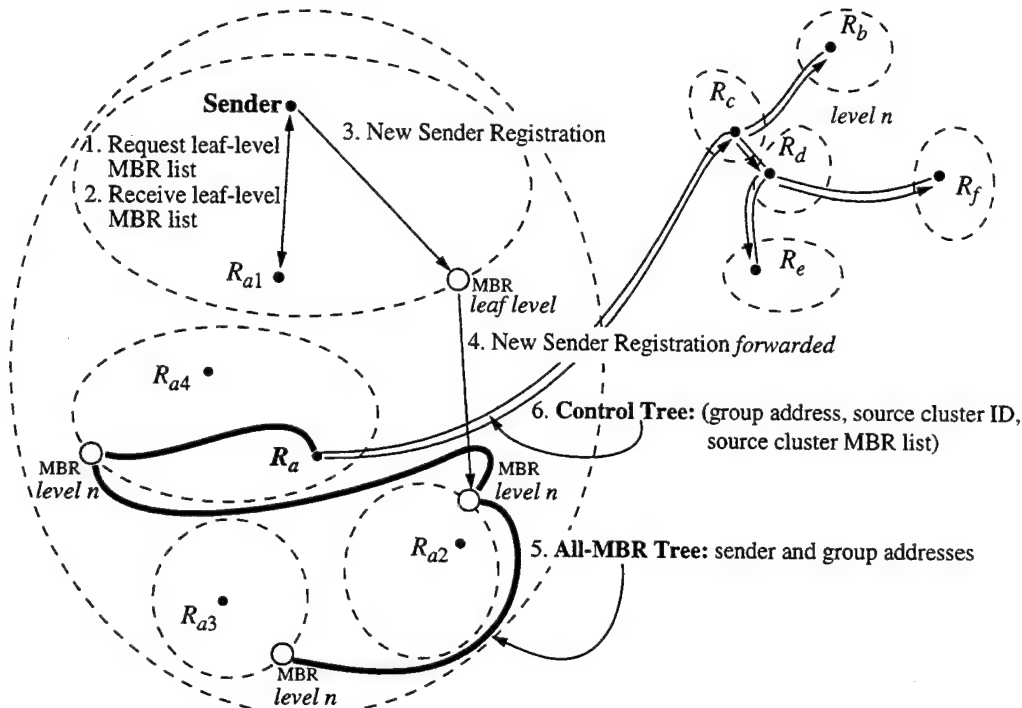 R_b
R_c
Sender
level n
3. New Sender Registration
1. Request leaf-level
MBR list
R_d
2. Receive leaf-level
MBR list
R_f
R_a1
R_e
MBR
leaf level
4. New Sender Registration forwarded
R_a4
6. Control Tree: (group address, source cluster ID,
source cluster MBR list)
R_a
MBR
level n
MBR
level n
R_a2
5. All-MBR Tree: sender and group addresses
R_a3
MBR
level n